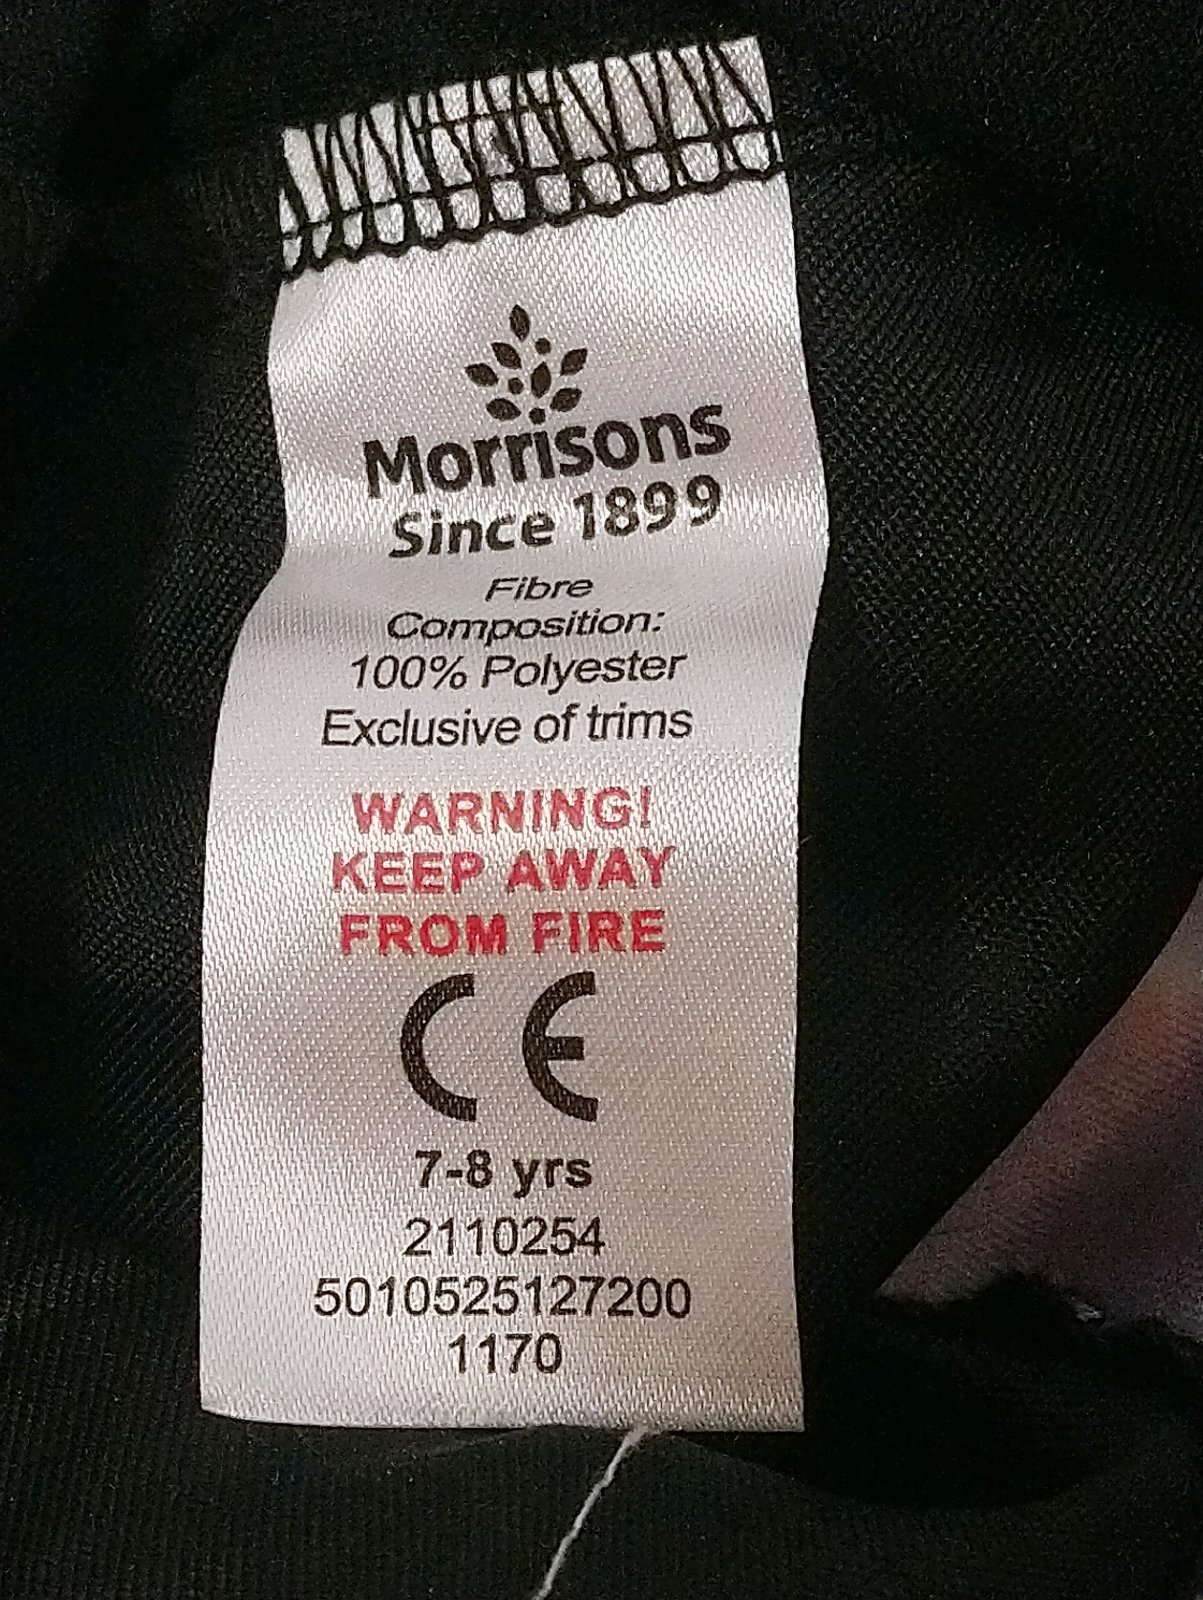 Morrisons
Since 1899
Fibre
Composition:
100% Polyester
Exclusive of trims
WARNING!
KEEP AWAY
FROM FIRE
CE
7-8 yrs
2110254
5010525127200
1170